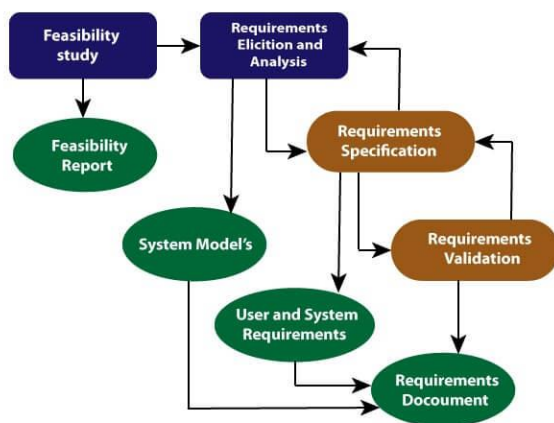 Feasibility
study
Requirements
Elicition and
Analysis
Feasibility
Report
Requirements
Specification
System Model's
Requirements
Validation
User and System
Requirements
Requirements
Docoument